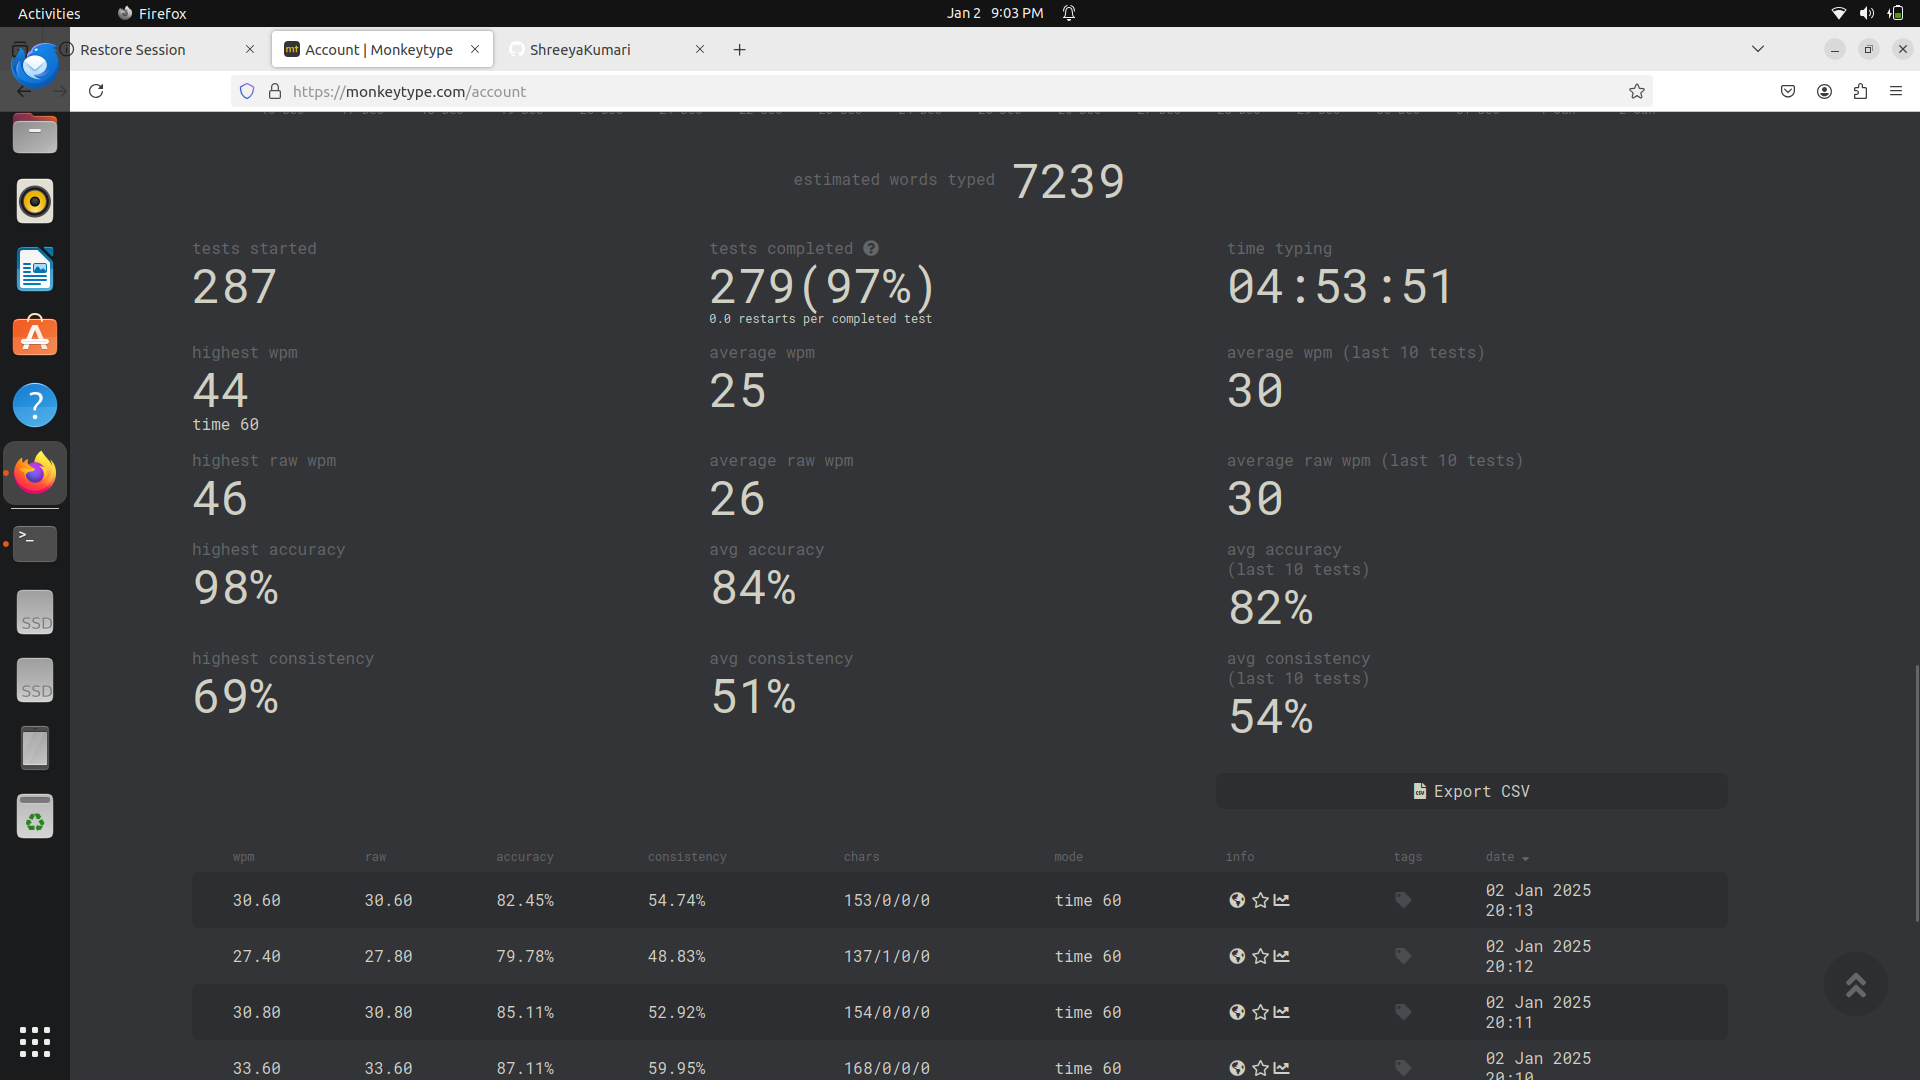 Activities
Firefox
Jan 2 9:03 PM
Restore Session
mt Account | Monkeytype
ShreeyaKumari
https://monkeytype.com/account
estimated words typed 7239
tests started
287
tests completed ?
279(97%)
0.0 restarts per completed test
time typing
04:53:51
highest wpm
44
time 60
average wpm
25
average wpm (last 10 tests)
30
highest raw wpm
46
average raw wpm
26
average raw wpm (last 10 tests)
30
highest accuracy
98%
avg accuracy
84%
avg accuracy
(last 10 tests)
82%
highest consistency
69%
avg consistency
51%
avg consistency
(last 10 tests)
54%
SSD
SSD
Export CSV
wpm raw accuracy consistency chars mode info tags date
30.60 30.60 82.45% 54.74% 153/0/0/0 time 60 02 Jan 2025
20:13
27.40 27.80 79.78% 48.83% 137/1/0/0 time 60 02 Jan 2025
20:12
30.80 30.80 85.11% 52.92% 154/0/0/0 time 60 02 Jan 2025
20:11
33.60 33.60 87.11% 59.95% 168/0/0/0 time 60 02 Jan 2025
20:10